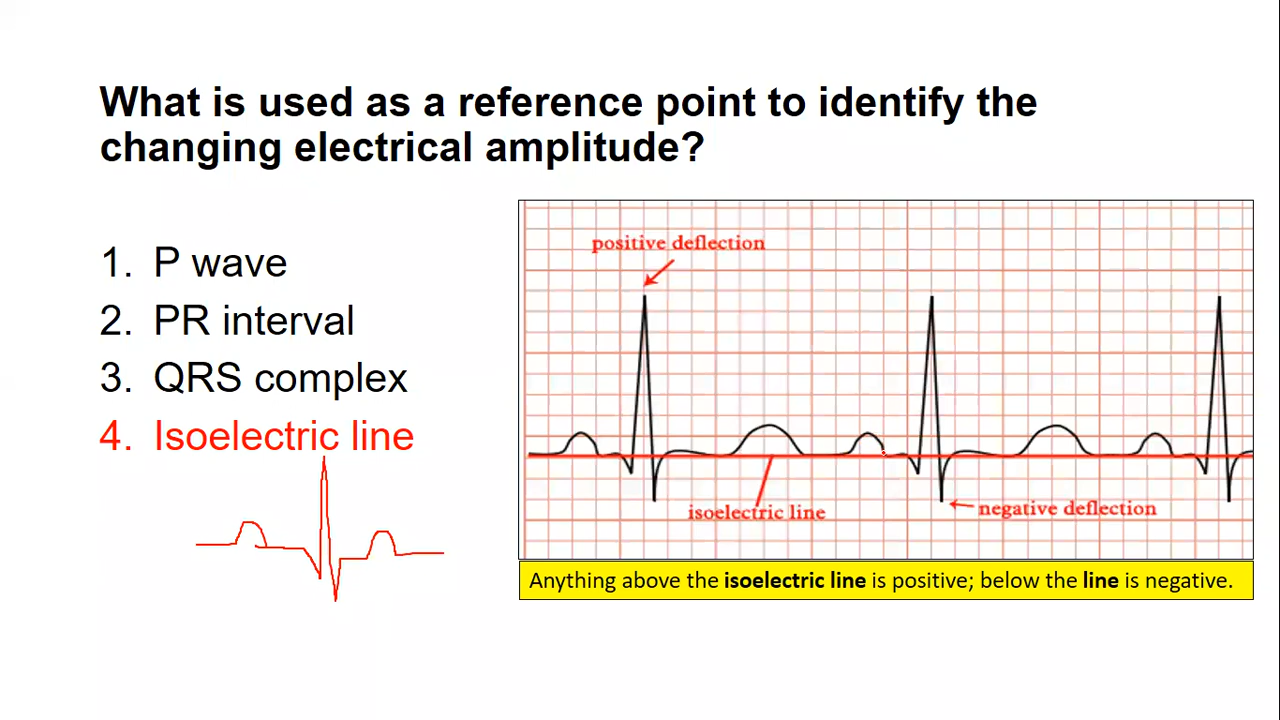 What is used as a reference point to identify the
changing electrical amplitude?
1. P wave
2. PR interval
3. QRS complex
4. Isoelectric line
positive deflection
isoelectric line
negative deflection
Anything above the isoelectric line is positive; below the line is negative.